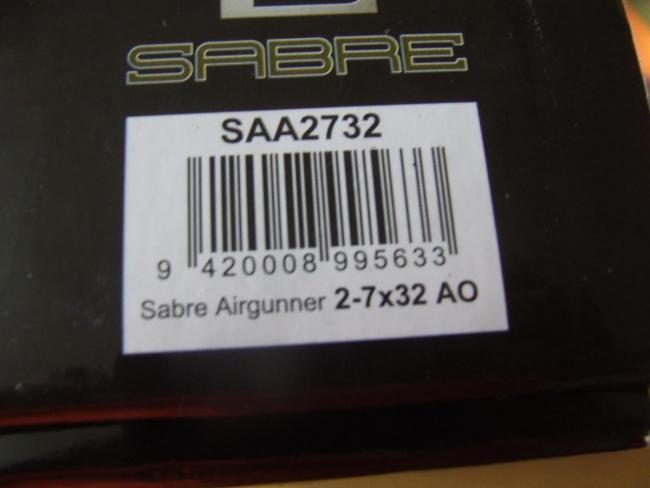 SABRE
SAA2732
9 420008 995633
Sabre Airgunner 2-7x32 AO